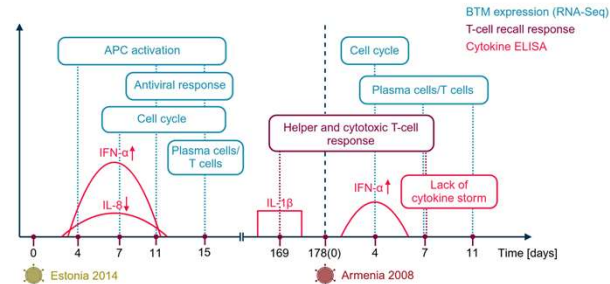 BTM expression (RNA-Seq)
T-cell recall response
Cytokine ELISA
APC activation
Antiviral response
Cell cycle
Plasma cells/
T cells
IFN-α↑
IL-8↓
Cell cycle
Plasma cells/T cells
Helper and cytotoxic T-cell
response
IL-1β
IFN-α↑
Lack of
cytokine storm
0 4 7 11 15 169 178(0) 4 7 11 Time [days]
Estonia 2014 Armenia 2008